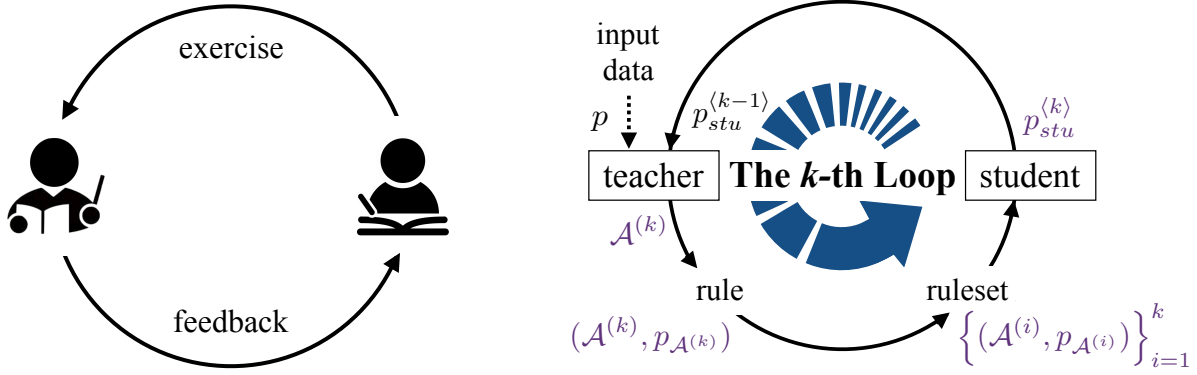 exercise
feedback
input
data
p
p_{stu}^{⟨k−1⟩}
p_{stu}^{⟨k⟩}
teacher
The k-th Loop
student
𝒜^{(k)}
rule
ruleset
(𝒜^{(k)}, p_{𝒜^{(k)}})
{(𝒜^{(i)}, p_{𝒜^{(i)}})}_{i=1}^{k}